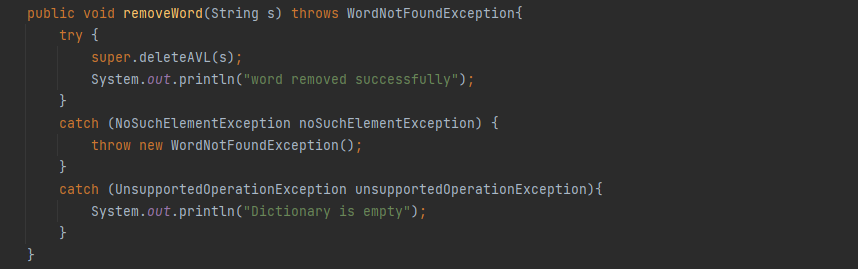 public void removeWord(String s) throws WordNotFoundException{
try {
super.deleteAVL(s);
System.out.println("word removed successfully");
}
catch (NoSuchElementException noSuchElementException) {
throw new WordNotFoundException();
}
catch (UnsupportedOperationException unsupportedOperationException){
System.out.println("Dictionary is empty");
}
}